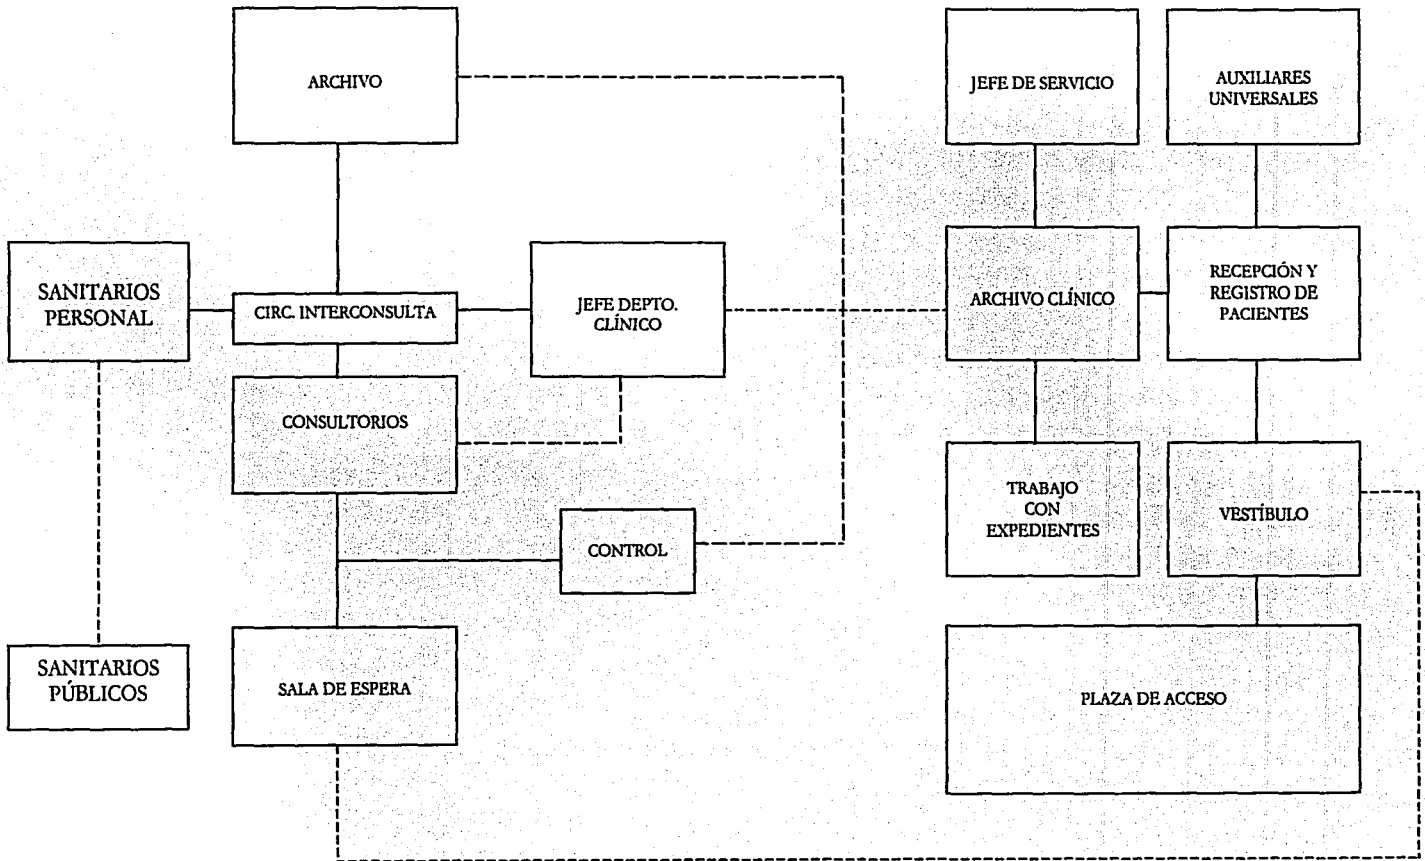 ARCHIVO
JEFE DE SERVICIO
AUXILIARES
UNIVERSALES
SANITARIOS
PERSONAL
CIRC. INTERCONSULTA
JEFE DEPTO.
CLÍNICO
ARCHIVO CLÍNICO
RECEPCIÓN Y
REGISTRO DE
PACIENTES
CONSULTORIOS
CONTROL
TRABAJO
CON
EXPEDIENTES
VESTÍBULO
SANITARIOS
PÚBLICOS
SALA DE ESPERA
PLAZA DE ACCESO